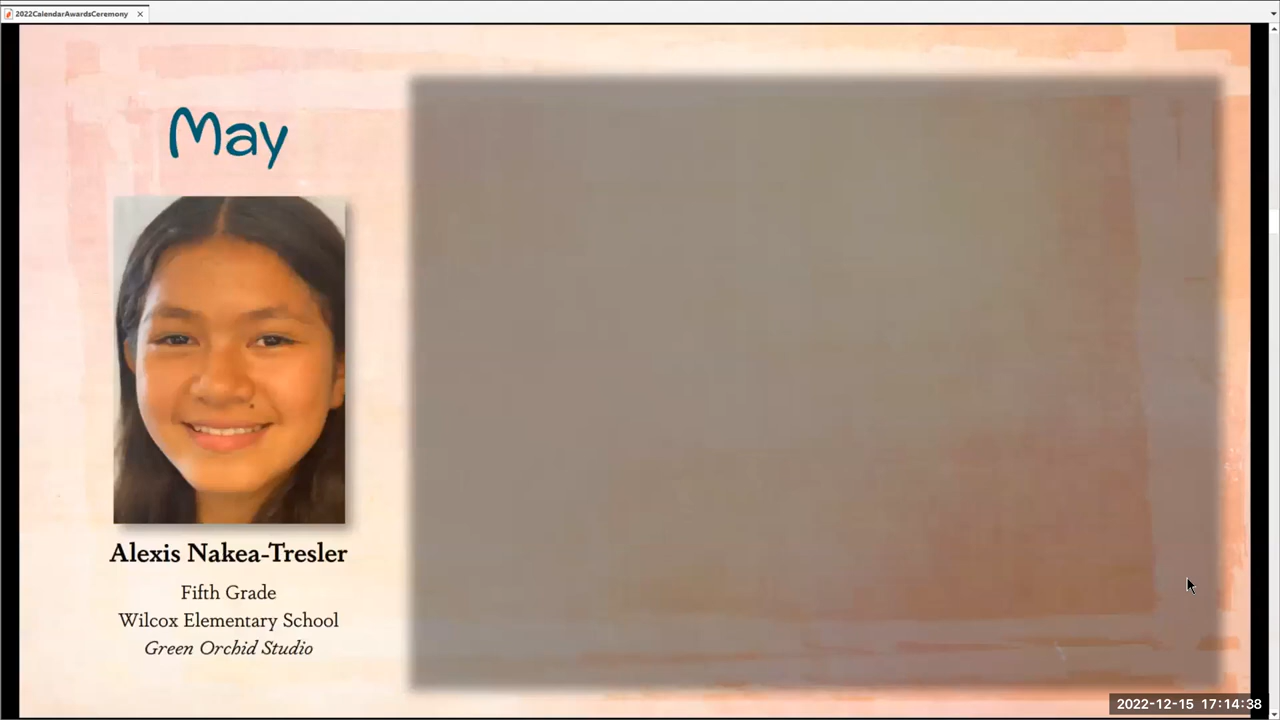 2022CalendarAwardsCeremony
May
Alexis Nakea-Tresler
Fifth Grade
Wilcox Elementary School
Green Orchid Studio
2022-12-15 17:14:38